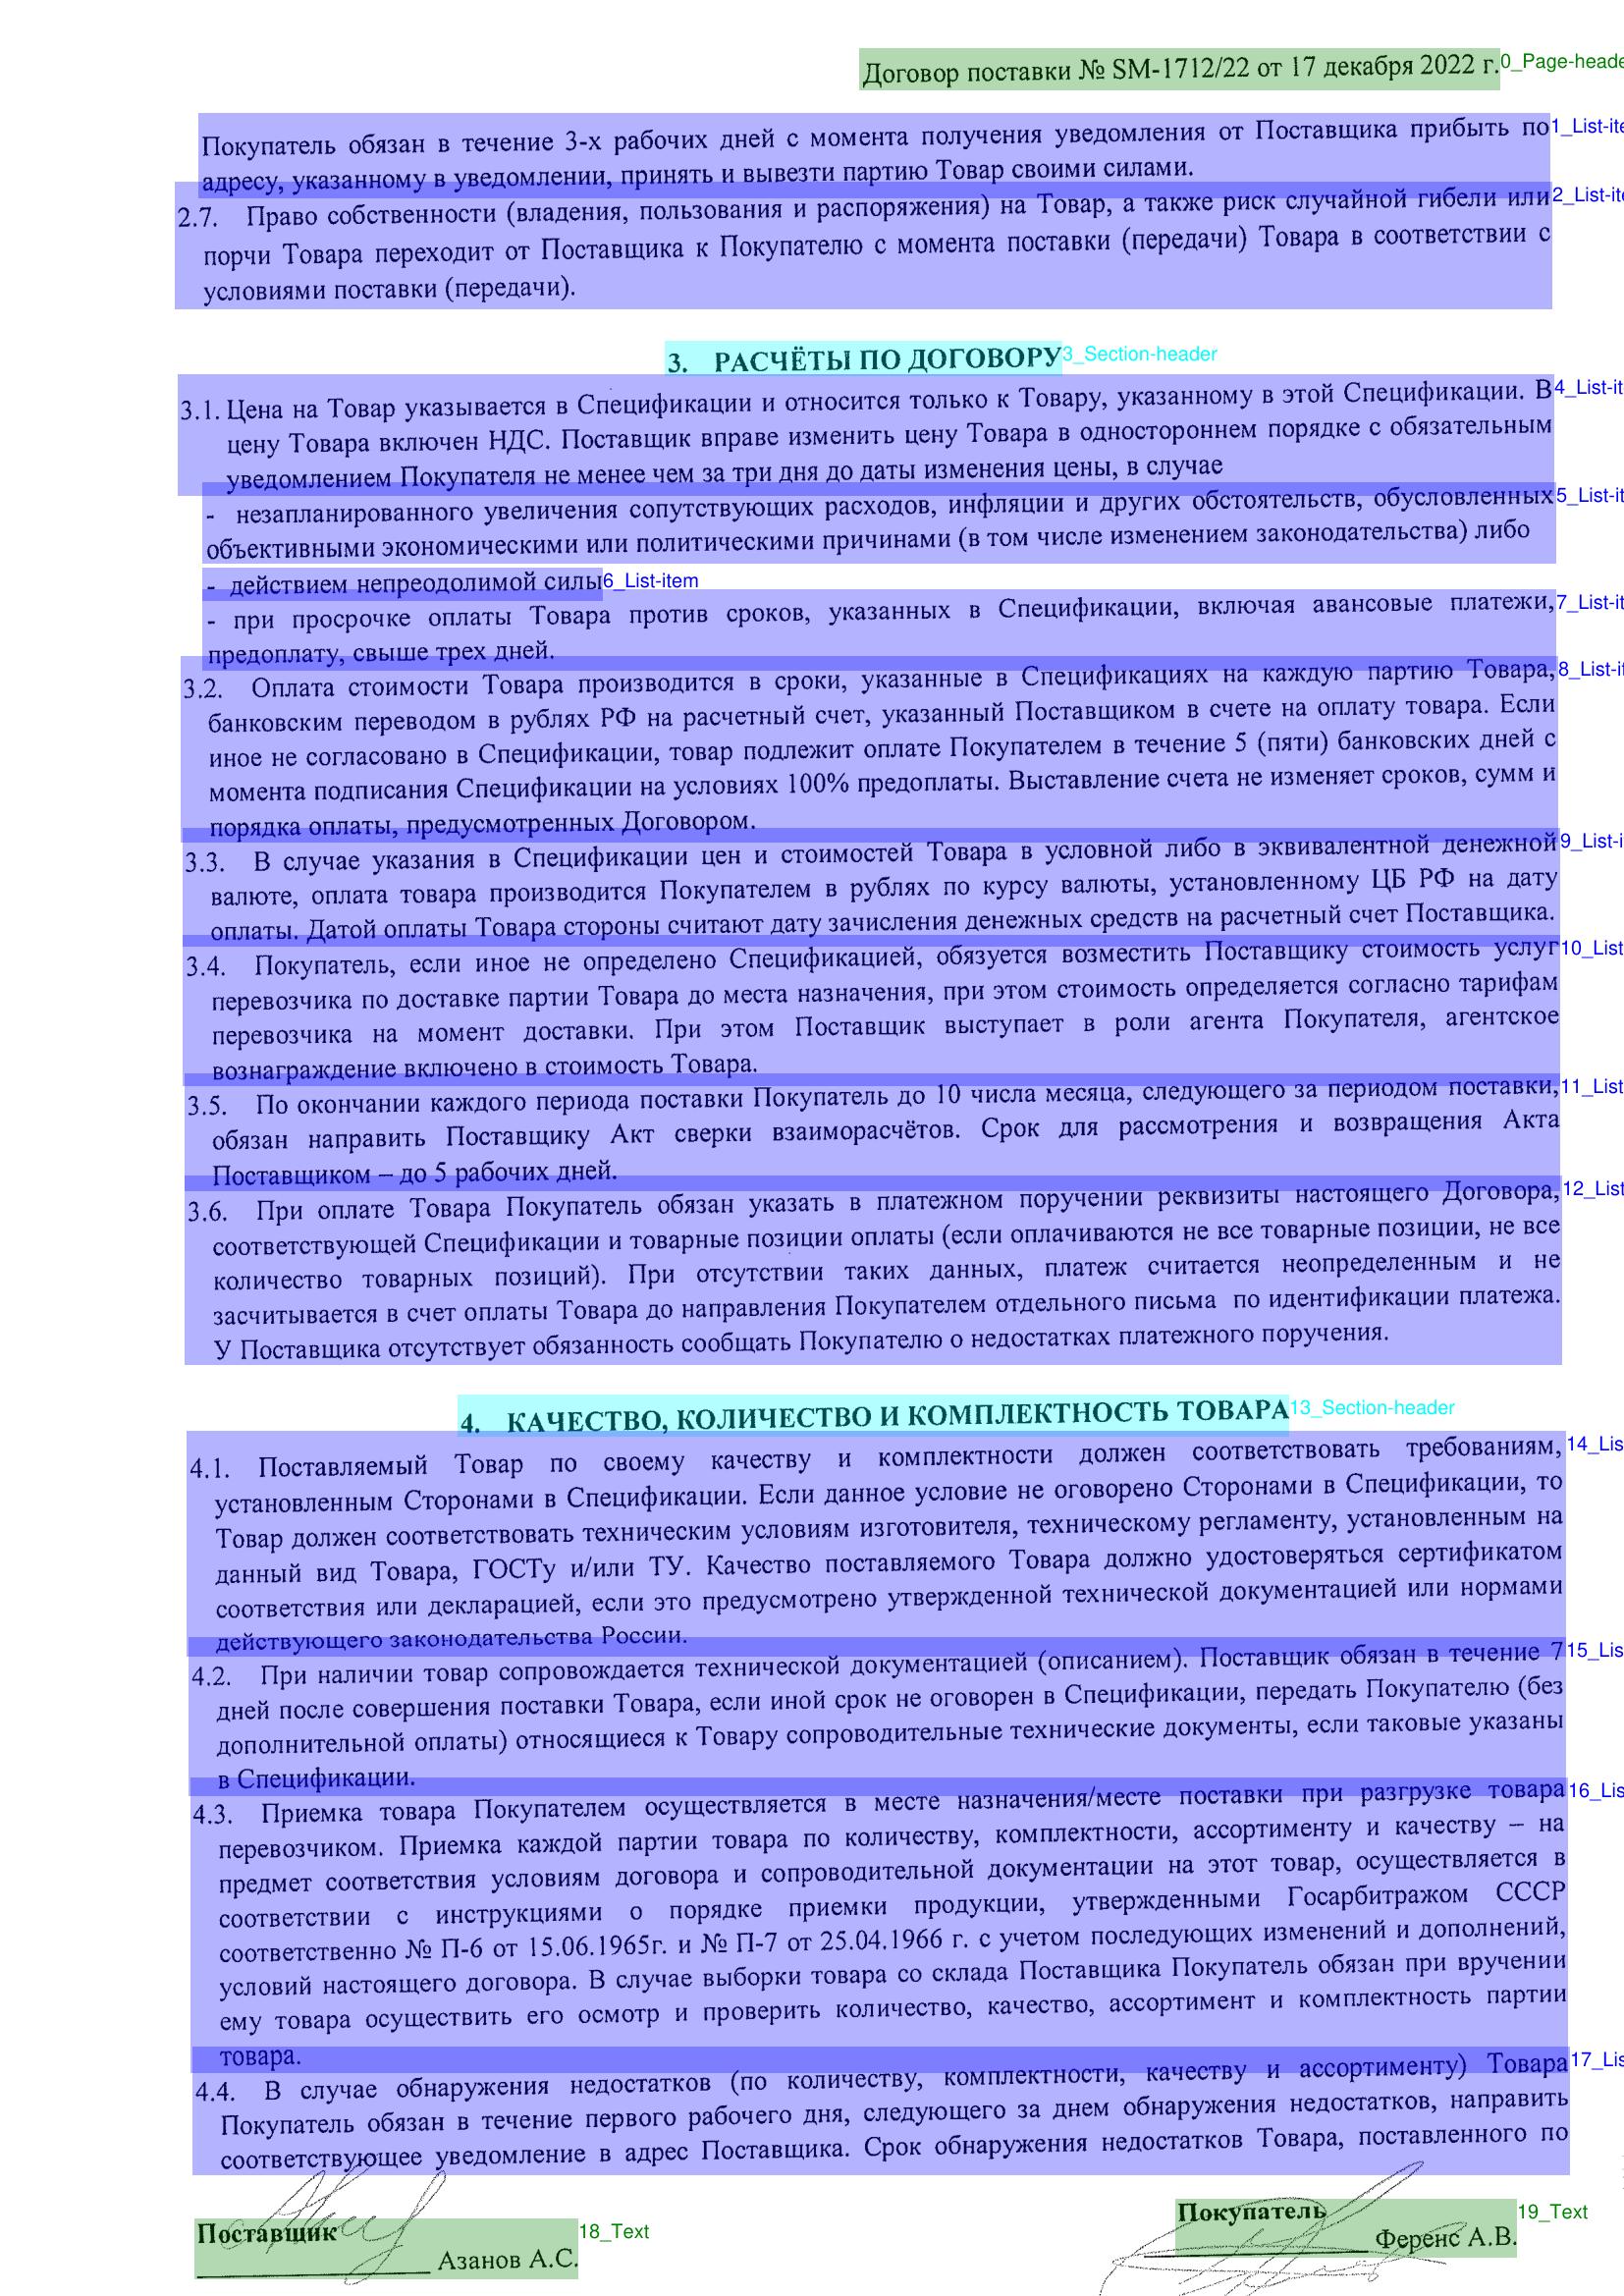 Договор поставки № SM-1712/22 от 17 декабря 2022 г.
0_Page-heade
Покупатель обязан в течение 3-х рабочих дней с момента получения уведомления от Поставщика прибыть по
1_List-ite
адресу, указанному в уведомлении, принять и вывезти партию Товар своими силами.
2.7. Право собственности (владения, пользования и распоряжения) на Товар, а также риск случайной гибели или
2_List-ite
порчи Товара переходит от Поставщика к Покупателю с момента поставки (передачи) Товара в соответствии с
условиями поставки (передачи).
3. РАСЧЁТЫ ПО ДОГОВОРУ
3_Section-header
3.1. Цена на Товар указывается в Спецификации и относится только к Товару, указанному в этой Спецификации. В
4_List-it
цену Товара включен НДС. Поставщик вправе изменить цену Товара в одностороннем порядке с обязательным
уведомлением Покупателя не менее чем за три дня до даты изменения цены, в случае
- незапланированного увеличения сопутствующих расходов, инфляции и других обстоятельств, обусловленных
5_List-it
объективными экономическими или политическими причинами (в том числе изменением законодательства) либо
- действием непреодолимой силы
6_List-item
- при просрочке оплаты Товара против сроков, указанных в Спецификации, включая авансовые платежи,
7_List-it
предоплату, свыше трех дней.
3.2. Оплата стоимости Товара производится в сроки, указанные в Спецификациях на каждую партию Товара,
8_List-it
банковским переводом в рублях РФ на расчетный счет, указанный Поставщиком в счете на оплату товара. Если
иное не согласовано в Спецификации, товар подлежит оплате Покупателем в течение 5 (пяти) банковских дней с
момента подписания Спецификации на условиях 100% предоплаты. Выставление счета не изменяет сроков, сумм и
порядка оплаты, предусмотренных Договором.
3.3. В случае указания в Спецификации цен и стоимостей Товара в условной либо в эквивалентной денежной
9_List-i
валюте, оплата товара производится Покупателем в рублях по курсу валюты, установленному ЦБ РФ на дату
оплаты. Датой оплаты Товара стороны считают дату зачисления денежных средств на расчетный счет Поставщика.
3.4. Покупатель, если иное не определено Спецификацией, обязуется возместить Поставщику стоимость услуг
10_List
перевозчика по доставке партии Товара до места назначения, при этом стоимость определяется согласно тарифам
перевозчика на момент доставки. При этом Поставщик выступает в роли агента Покупателя, агентское
вознаграждение включено в стоимость Товара.
3.5. По окончании каждого периода поставки Покупатель до 10 числа месяца, следующего за периодом поставки,
11_List
обязан направить Поставщику Акт сверки взаиморасчётов. Срок для рассмотрения и возвращения Акта
Поставщиком – до 5 рабочих дней.
3.6. При оплате Товара Покупатель обязан указать в платежном поручении реквизиты настоящего Договора,
12_List
соответствующей Спецификации и товарные позиции оплаты (если оплачиваются не все товарные позиции, не все
количество товарных позиций). При отсутствии таких данных, платеж считается неопределенным и не
засчитывается в счет оплаты Товара до направления Покупателем отдельного письма по идентификации платежа.
У Поставщика отсутствует обязанность сообщать Покупателю о недостатках платежного поручения.
4. КАЧЕСТВО, КОЛИЧЕСТВО И КОМПЛЕКТНОСТЬ ТОВАРА
13_Section-header
4.1. Поставляемый Товар по своему качеству и комплектности должен соответствовать требованиям,
14_Lis
установленным Сторонами в Спецификации. Если данное условие не оговорено Сторонами в Спецификации, то
Товар должен соответствовать техническим условиям изготовителя, техническому регламенту, установленным на
данный вид Товара, ГОСТу и/или ТУ. Качество поставляемого Товара должно удостоверяться сертификатом
соответствия или декларацией, если это предусмотрено утвержденной технической документацией или нормами
действующего законодательства России.
4.2. При наличии товар сопровождается технической документацией (описанием). Поставщик обязан в течение 7
15_Lis
дней после совершения поставки Товара, если иной срок не оговорен в Спецификации, передать Покупателю (без
дополнительной оплаты) относящиеся к Товару сопроводительные технические документы, если таковые указаны
в Спецификации.
4.3. Приемка товара Покупателем осуществляется в месте назначения/месте поставки при разгрузке товара
16_Lis
перевозчиком. Приемка каждой партии товара по количеству, комплектности, ассортименту и качеству – на
предмет соответствия условиям договора и сопроводительной документации на этот товар, осуществляется в
соответствии с инструкциями о порядке приемки продукции, утвержденными Госарбитражом СССР
соответственно № П-6 от 15.06.1965г. и № П-7 от 25.04.1966 г. с учетом последующих изменений и дополнений,
условий настоящего договора. В случае выборки товара со склада Поставщика Покупатель обязан при вручении
ему товара осуществить его осмотр и проверить количество, качество, ассортимент и комплектность партии
товара.
4.4. В случае обнаружения недостатков (по количеству, комплектности, качеству и ассортименту) Товара
17_Lis
Покупатель обязан в течение первого рабочего дня, следующего за днем обнаружения недостатков, направить
соответствующее уведомление в адрес Поставщика. Срок обнаружения недостатков Товара, поставленного по
Поставщик
Азанов А.С.
18_Text
Покупатель
Ференс А.В.
19_Text